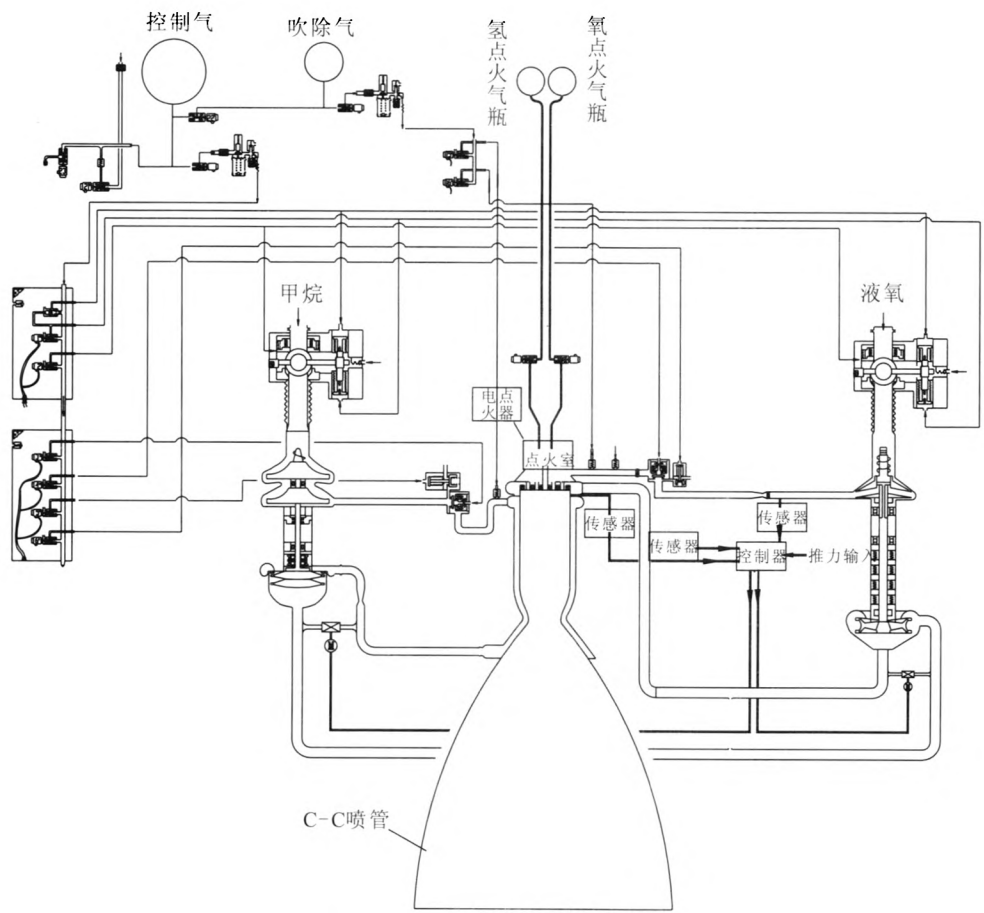 控制气
吹除气
氢点火气瓶
氧点火气瓶
甲烷
液氧
电点
火器
点火室
传感器
传感器
传感器
控制器
推力输入
C-C喷管